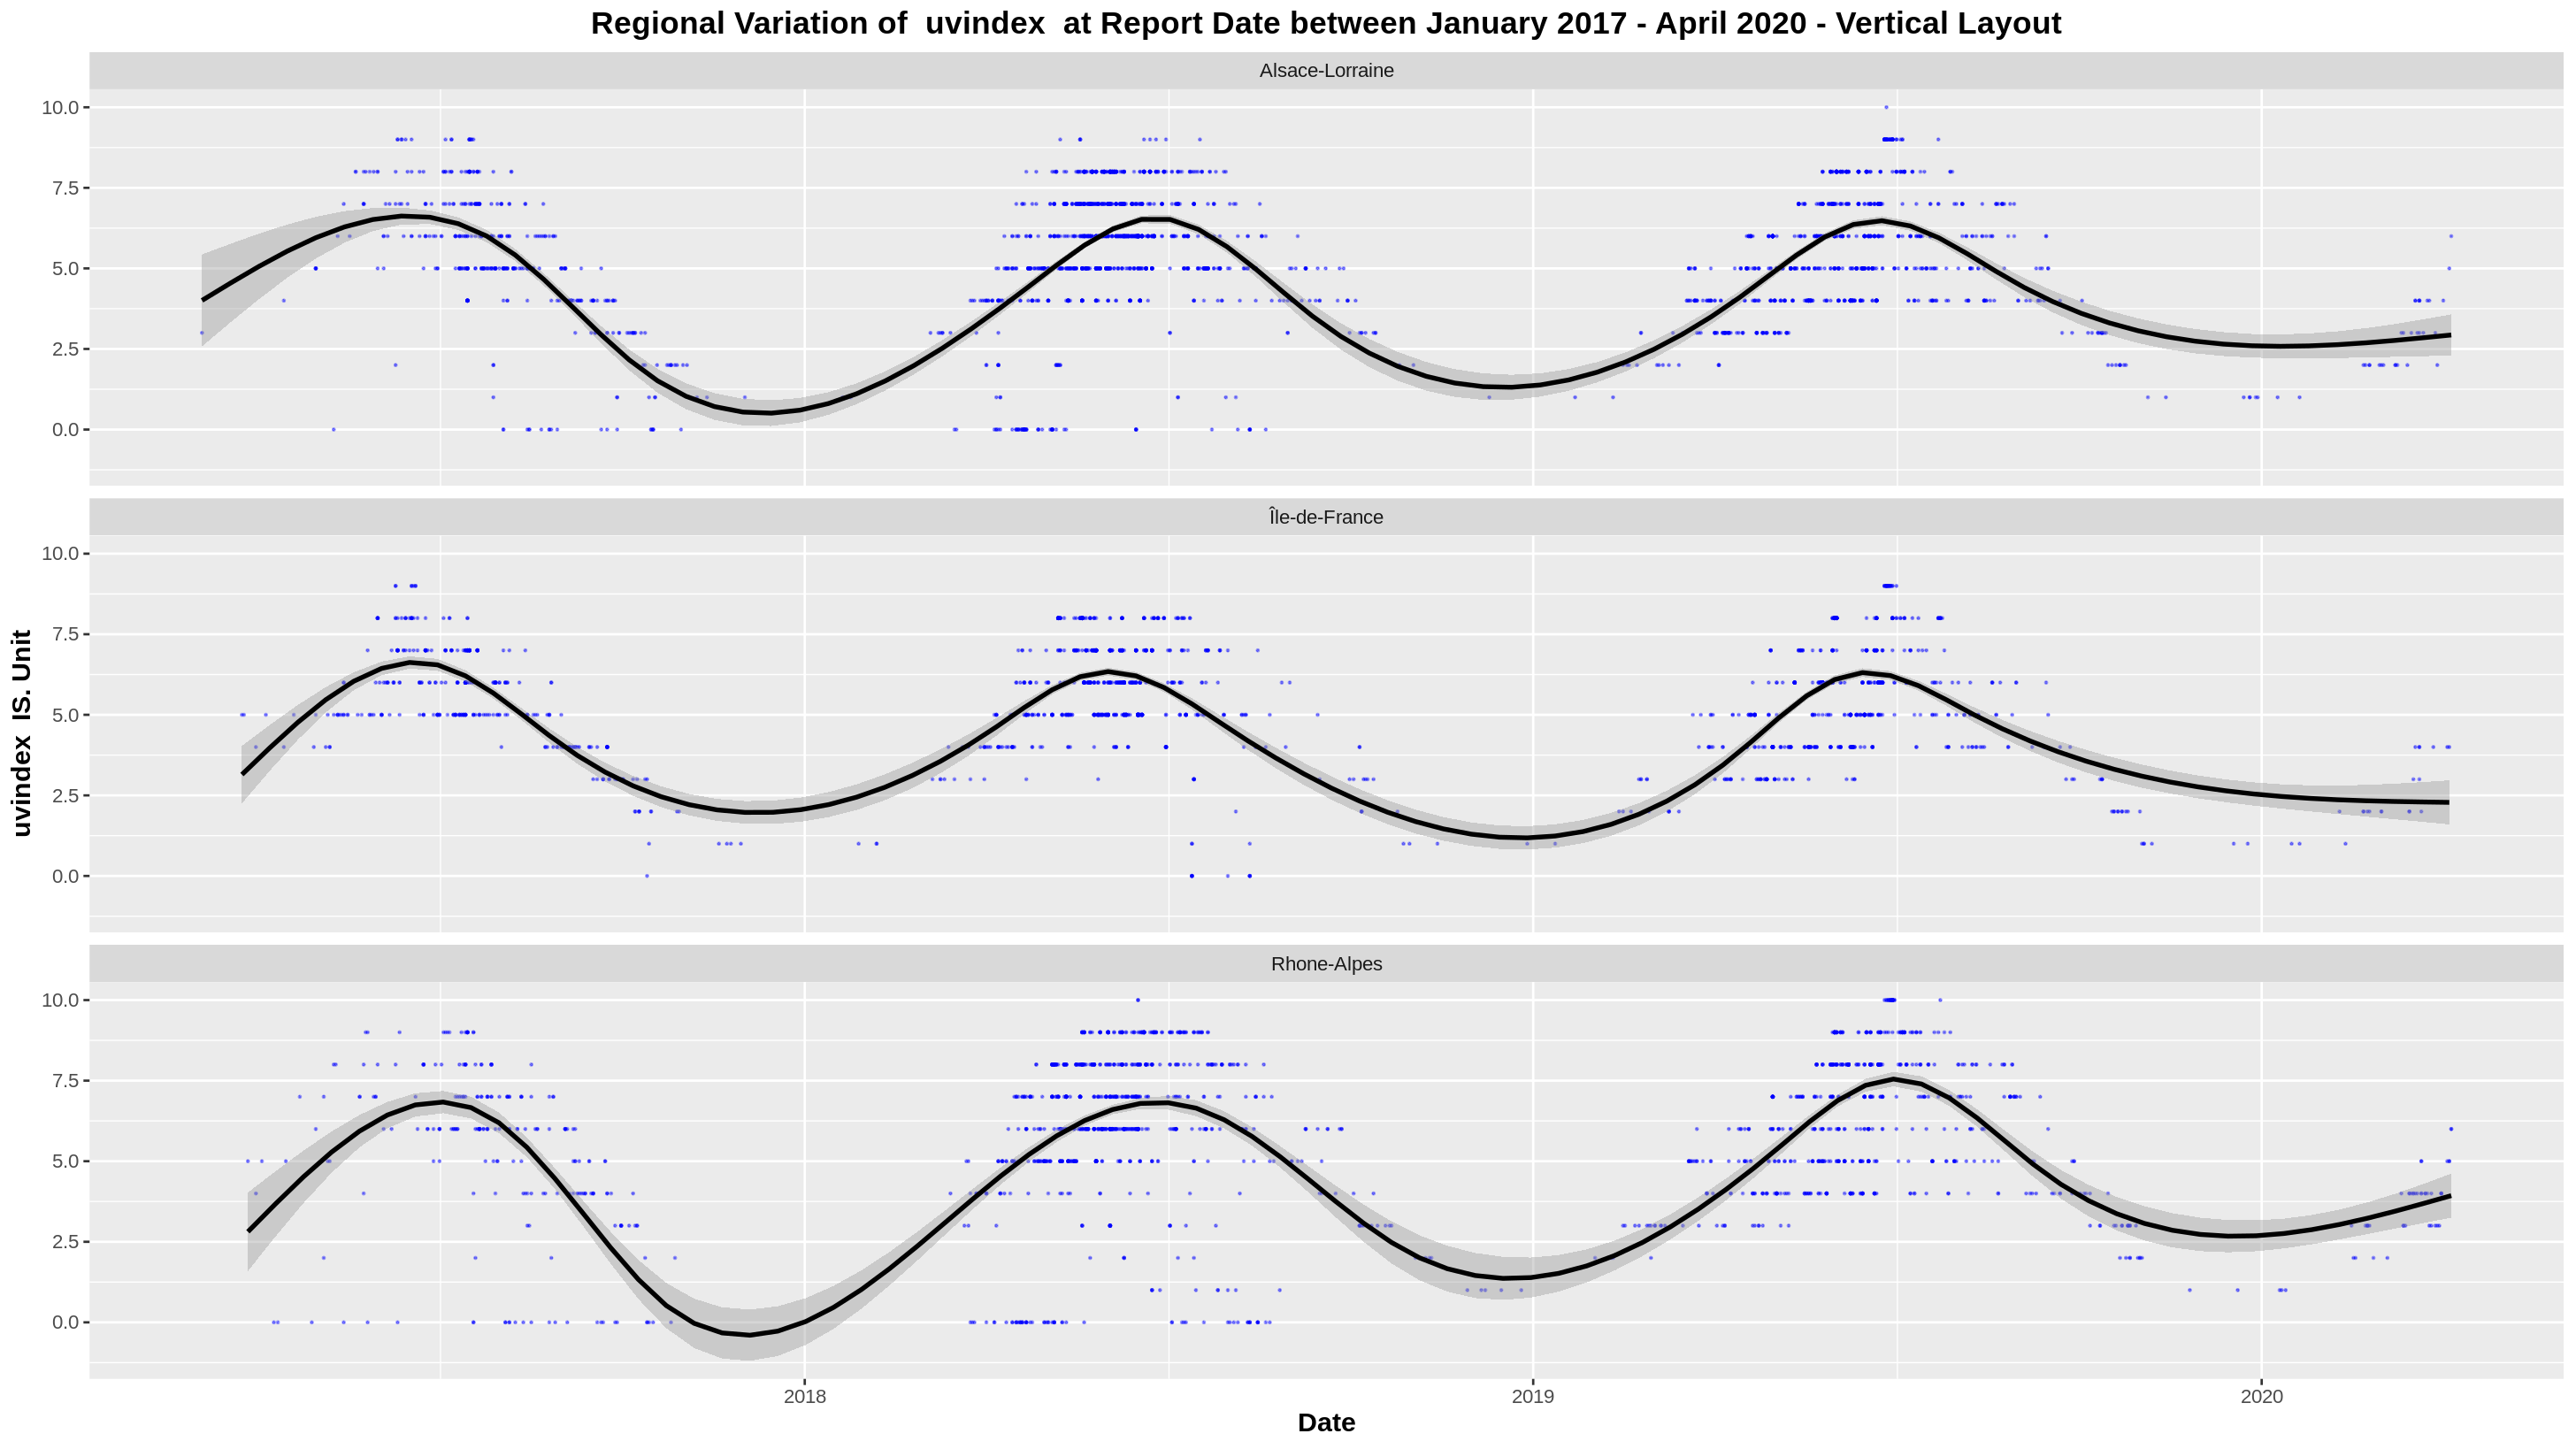 Regional Variation of  uvindex  at Report Date between January 2017 - April 2020 - Vertical Layout
Alsace-Lorraine
10.0
7.5
5.0
2.5
0.0
Île-de-France
10.0
7.5
5.0
2.5
0.0
uvindex  IS. Unit
Rhone-Alpes
10.0
7.5
5.0
2.5
0.0
2018 2019 2020
Date